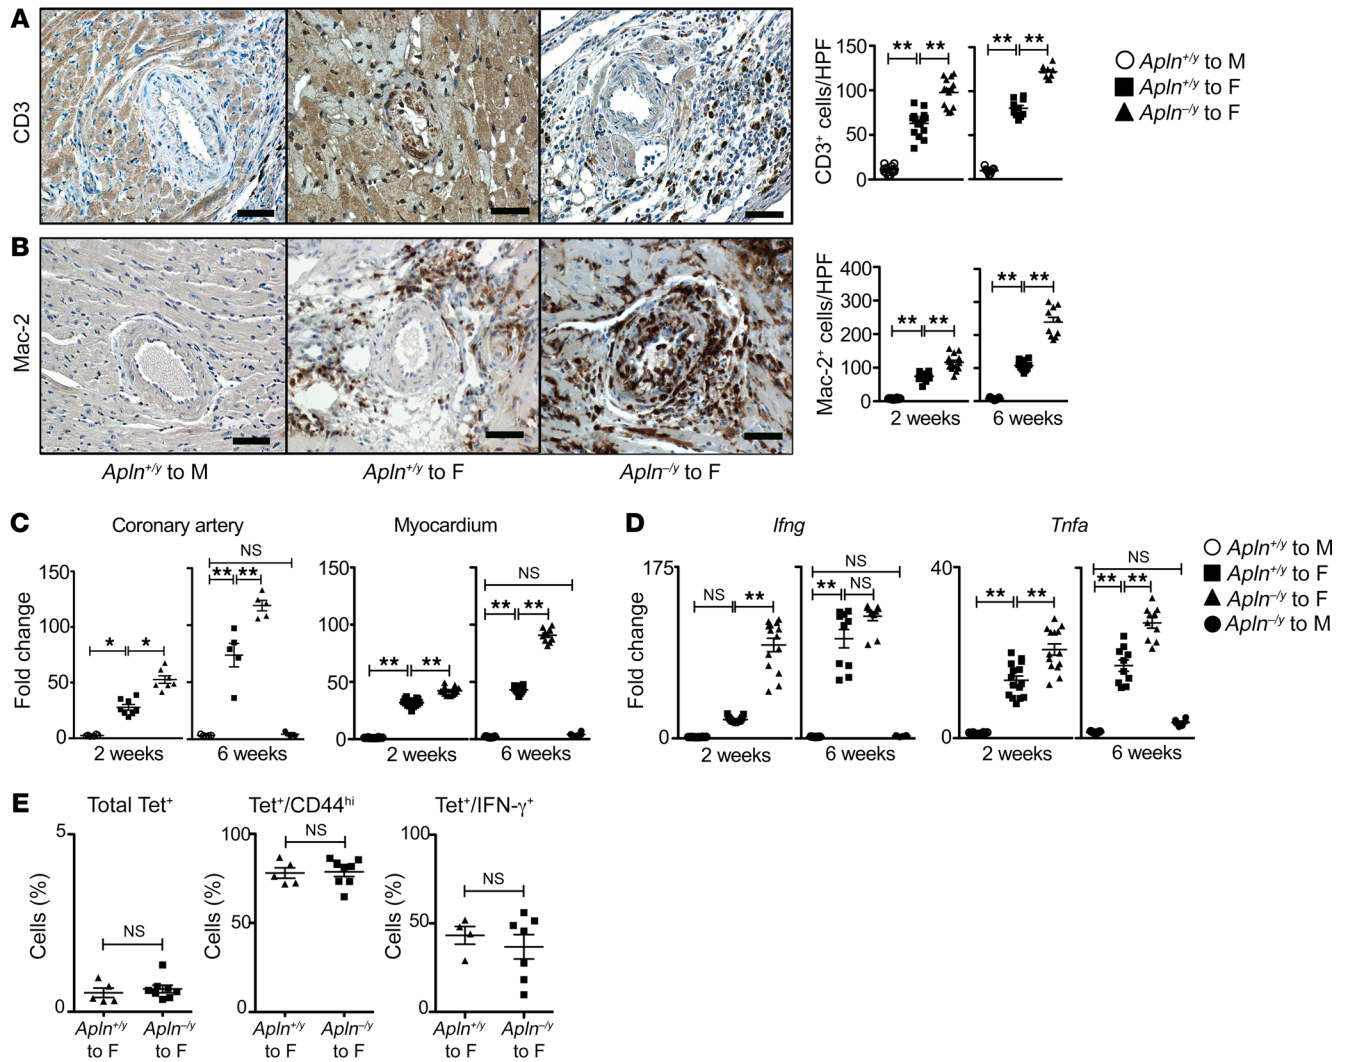 A
CD3
150
100
50
0
CD3+ cells/HPF
** ** ** **
Apln+/y to M
Apln+/y to F
Apln–/y to F
B
Mac-2
Apln+/y to M Apln+/y to F Apln–/y to F
400
300
200
100
0
Mac-2+ cells/HPF
** ** ** **
2 weeks 6 weeks
C
Coronary artery Myocardium
Fold change
150
100
50
0
* *
NS
** **
2 weeks 6 weeks
150
100
50
0
** **
NS
** **
2 weeks 6 weeks
D
Ifng Tnfa
Fold change
175
0
NS **
NS
** NS
2 weeks 6 weeks
40
0
** **
NS
** **
2 weeks 6 weeks
Apln+/y to M
Apln+/y to F
Apln–/y to F
Apln–/y to M
E
Total Tet+ Tet+/CD44hi Tet+/IFN-γ+
Cells (%)
5
0
NS
Apln+/y Apln–/y
to F to F
Cells (%)
100
50
0
NS
Apln+/y Apln–/y
to F to F
Cells (%)
100
50
0
NS
Apln+/y Apln–/y
to F to F